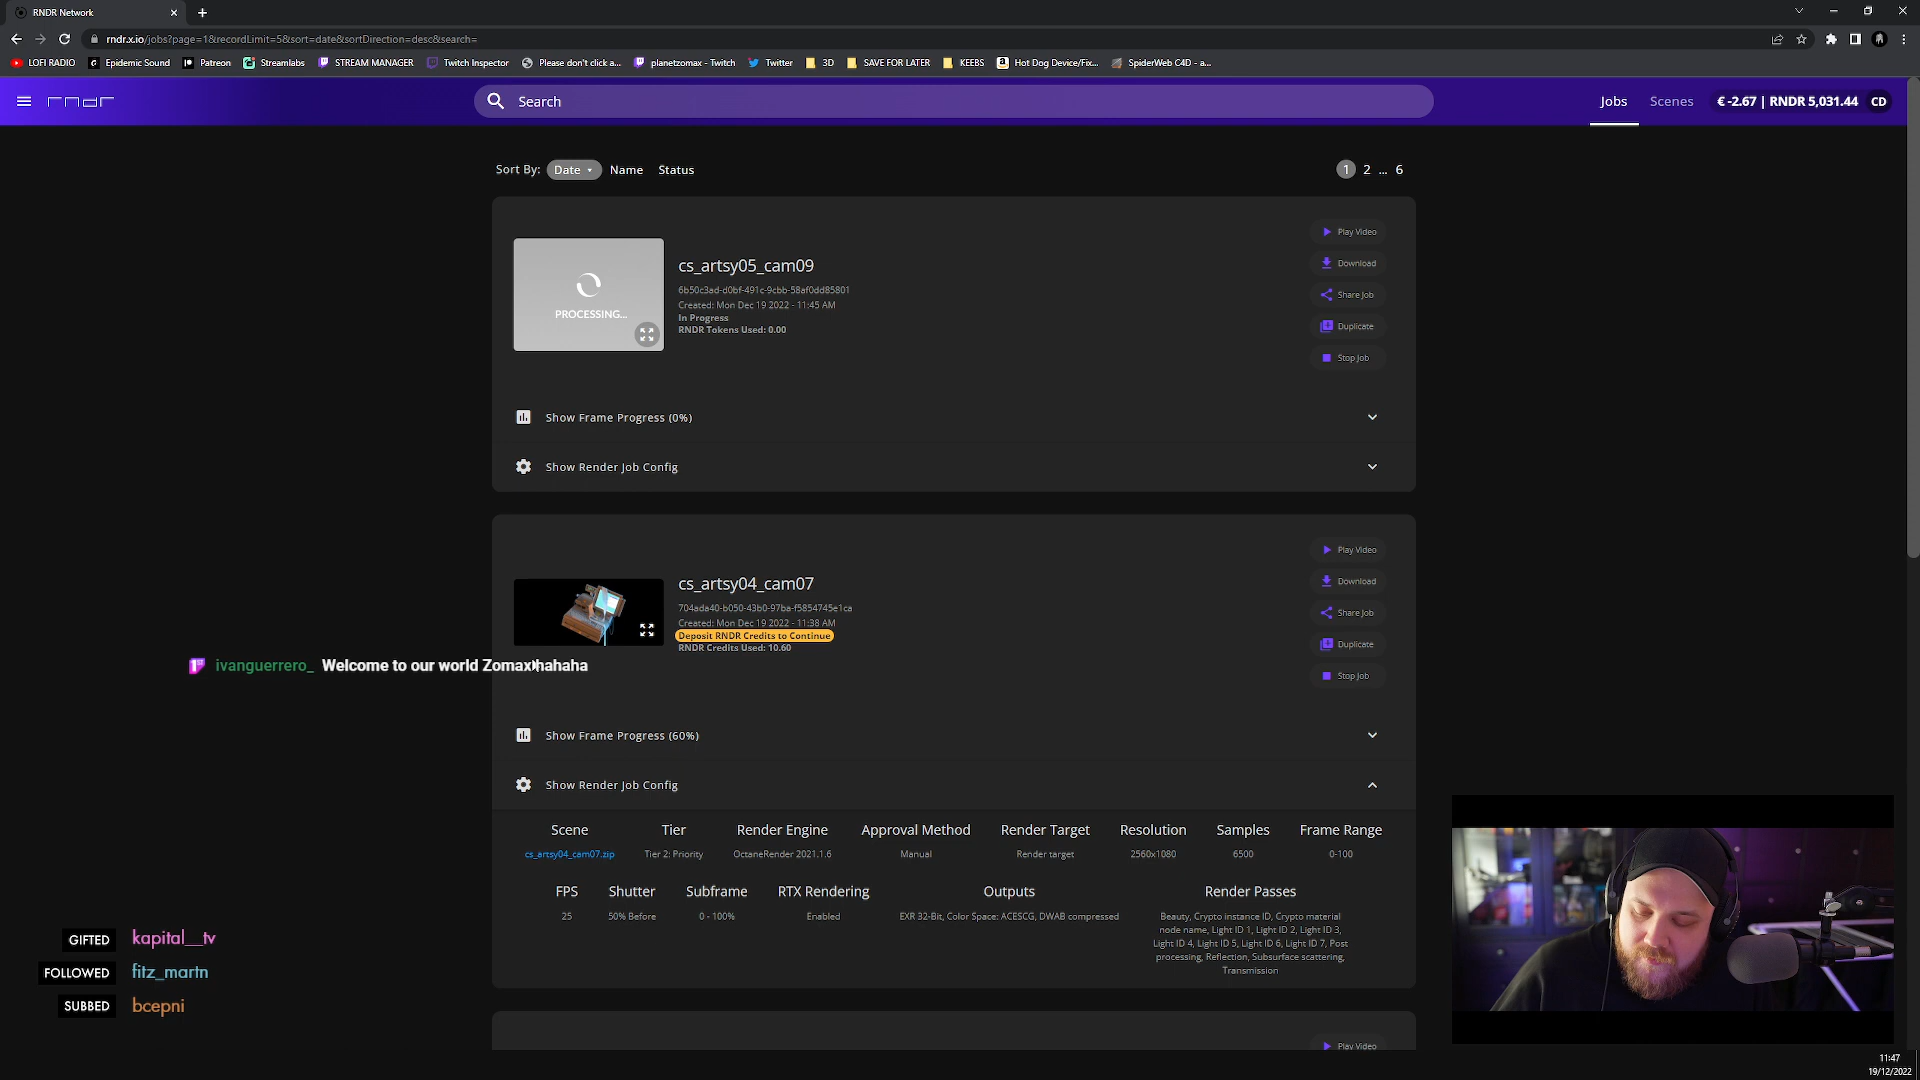 RNDR Network
rndr.x.io/jobs?page=1&recordLimit=5&sort=date&sortDirection=desc&search=
LOFI RADIO
Epidemic Sound
Patreon
Streamlabs
STREAM MANAGER
Twitch Inspector
Please don't click a...
planetzomax - Twitch
Twitter
3D
SAVE FOR LATER
KEEBS
Hot Dog Device/Fix...
SpiderWeb C4D - a...
rndr
Search
Jobs
Scenes
€ -2.67 | RNDR 5,031.44
CD
Sort By:
Date
Name
Status
1 2 ... 6
PROCESSING...
cs_artsy05_cam09
6b50c3ad-d0bf-491c-9cbb-58af0dd85801
Created: Mon Dec 19 2022 - 11:45 AM
In Progress
RNDR Tokens Used: 0.00
Play Video
Download
Share Job
Duplicate
Stop Job
Show Frame Progress (0%)
Show Render Job Config
cs_artsy04_cam07
704ada40-b050-43b0-97ba-f5854745e1ca
Created: Mon Dec 19 2022 - 11:38 AM
Deposit RNDR Credits to Continue
RNDR Credits Used: 10.60
Play Video
Download
Share Job
Duplicate
Stop Job
ivanguerrero_ Welcome to our world Zomax hahaha
Show Frame Progress (60%)
Show Render Job Config
Scene Tier Render Engine Approval Method Render Target Resolution Samples Frame Range
cs_artsy04_cam07.zip Tier 2: Priority OctaneRender 2021.1.6 Manual Render target 2560x1080 6500 0-100
FPS Shutter Subframe RTX Rendering Outputs Render Passes
25 50% Before 0 - 100% Enabled EXR 32-Bit, Color Space: ACESCG, DWAB compressed
Beauty, Crypto instance ID, Crypto material
node name, Light ID 1, Light ID 2, Light ID 3,
Light ID 4, Light ID 5, Light ID 6, Light ID 7, Post
processing, Reflection, Subsurface scattering,
Transmission
Play Video
GIFTED kapital__tv
FOLLOWED fitz_martn
SUBBED bcepni
11:47
19/12/2022